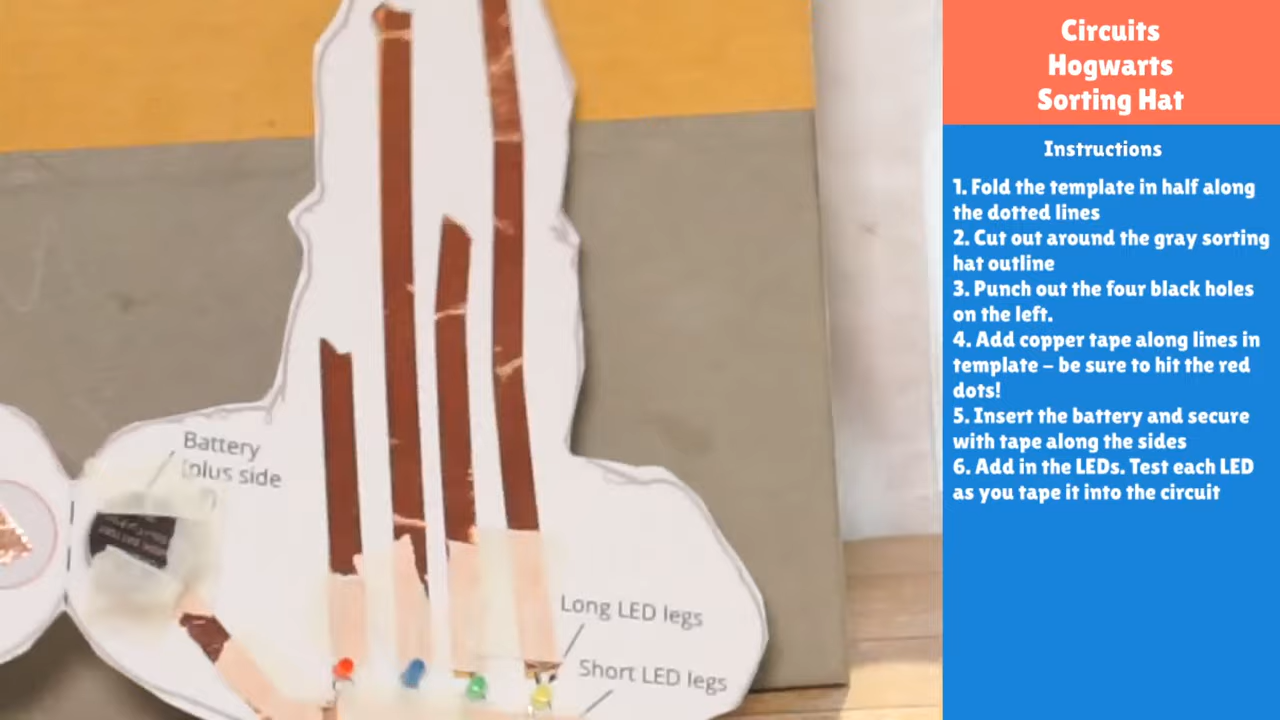 Circuits
Hogwarts
Sorting Hat
Instructions
1. Fold the template in half along
the dotted lines
2. Cut out around the gray sorting
hat outline
3. Punch out the four black holes
on the left.
4. Add copper tape along lines in
template – be sure to hit the red
dots!
5. Insert the battery and secure
with tape along the sides
6. Add in the LEDs. Test each LED
as you tape it into the circuit
Battery
plus side
Long LED legs
Short LED legs